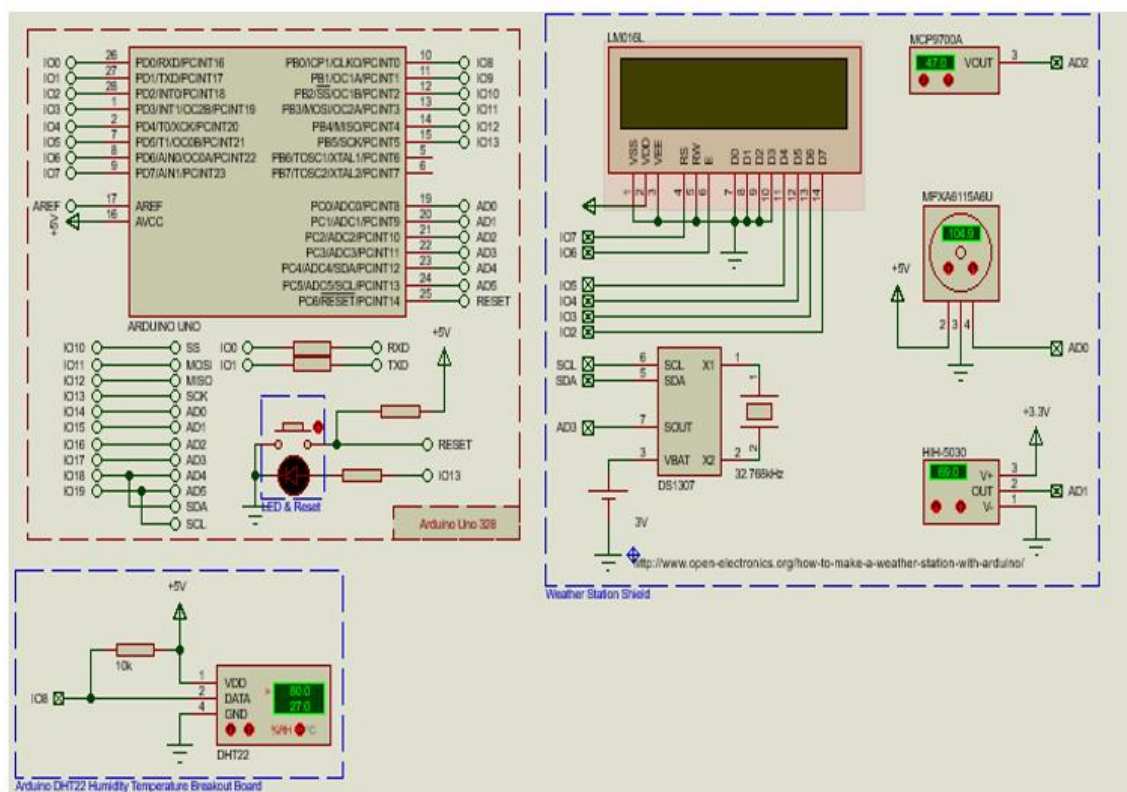 IO0 26 PD0/RXD/PCINT16 PB0/ICP1/CLKO/PCINT0 10 IO8
IO1 27 PD1/TXD/PCINT17 PB1/OC1A/PCINT1 11 IO9
IO2 28 PD2/INT0/PCINT18 PB2/SS/OC1B/PCINT2 12 IO10
IO3 1 PD3/INT1/OC2B/PCINT19 PB3/MOSI/OC2A/PCINT3 13 IO11
IO4 2 PD4/T0/XCK/PCINT20 PB4/MISO/PCINT4 14 IO12
IO5 7 PD5/T1/OC0B/PCINT21 PB5/SCK/PCINT5 15 IO13
IO6 8 PD6/AIN0/OC0A/PCINT22 PB6/TOSC1/XTAL1/PCINT6 5
IO7 9 PD7/AIN1/PCINT23 PB7/TOSC2/XTAL2/PCINT7 6
AREF 17 AREF PC0/ADC0/PCINT8 19 AD0
+5V 16 AVCC PC1/ADC1/PCINT9 20 AD1
PC2/ADC2/PCINT10 21 AD2
PC3/ADC3/PCINT11 22 AD3
PC4/ADC4/SDA/PCINT12 23 AD4
PC5/ADC5/SCL/PCINT13 24 AD5
PC6/RESET/PCINT14 25 RESET
ARDUINO UNO
IO10 SS
IO11 MOSI
IO12 MISO
IO13 SCK
IO14 AD0
IO15 AD1
IO16 AD2
IO17 AD3
IO18 AD4
IO19 AD5
SDA
SCL
IO0 RXD
IO1 TXD
+5V
RESET
IO13
LED & Reset
Arduino Uno 328
LM016L
VSS VDD VEE RS RW E D0 D1 D2 D3 D4 D5 D6 D7
1 2 3 4 5 6 7 8 9 10 11 12 13 14
IO7
IO6
IO5
IO4
IO3
IO2
MCP9700A
47.0 VOUT 3 AD2
MPXA6115A6U
104.9
+5V
2 3 4
AD0
SCL 6 SCL X1 1
SDA 5 SDA
AD3 7 SOUT
3 VBAT X2 2
DS1307
1
2
32.768kHz
3V
+3.3V
HIH-5030
69.0 V+ 3
OUT 2 AD1
V- 1
http://www.open-electronics.org/how-to-make-a-weather-station-with-arduino/
Weather Station Shield
+5V
10k
IO8
1 VDD
2 DATA
4 GND
>
80.0
27.0
%RH °C
DHT22
Arduino DHT22 Humidity Temperature Breakout Board